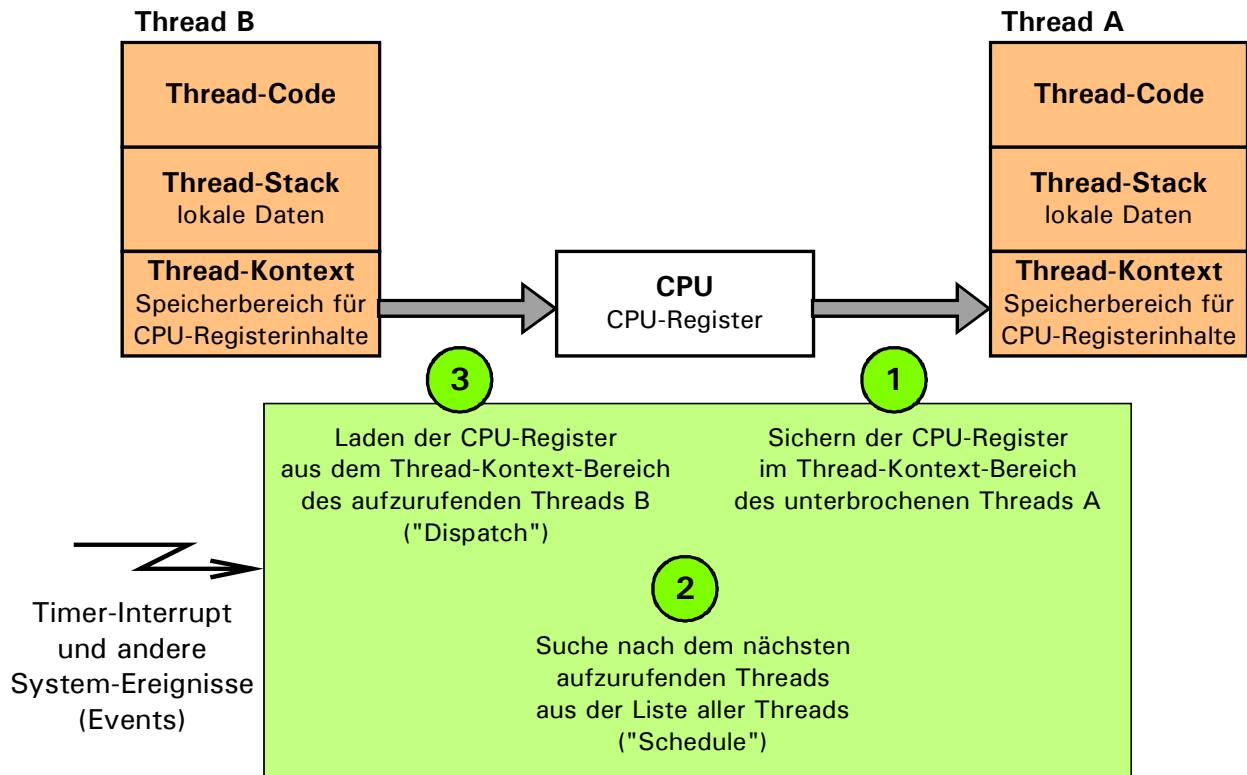 Thread B
Thread-Code
Thread-Stack
lokale Daten
Thread-Kontext
Speicherbereich für
CPU-Registerinhalte
CPU
CPU-Register
Thread A
Thread-Code
Thread-Stack
lokale Daten
Thread-Kontext
Speicherbereich für
CPU-Registerinhalte
3
Laden der CPU-Register
aus dem Thread-Kontext-Bereich
des aufzurufenden Threads B
("Dispatch")
1
Sichern der CPU-Register
im Thread-Kontext-Bereich
des unterbrochenen Threads A
2
Suche nach dem nächsten
aufzurufenden Threads
aus der Liste aller Threads
("Schedule")
Timer-Interrupt
und andere
System-Ereignisse
(Events)